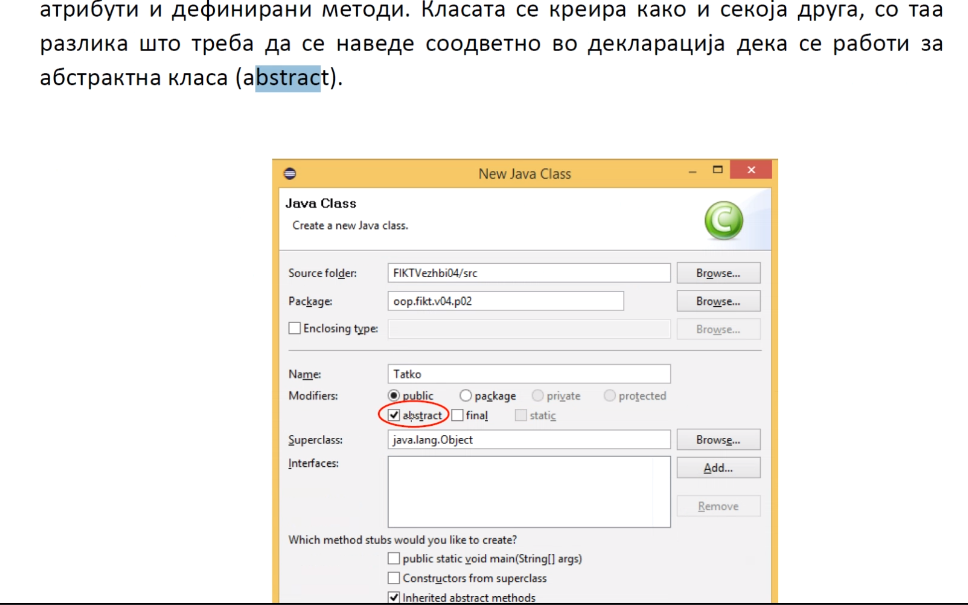 атрибути и дефинирани методи. Класата се креира како и секоја друга, со таа
разлика што треба да се наведе соодветно во декларација дека се работи за
абстрактна класа (abstract).
New Java Class
Java Class
Create a new Java class.
Source folder: FIKTVezhbi04/src Browse...
Package: oop.fikt.v04.p02 Browse...
Enclosing type: Browse...
Name: Tatko
Modifiers: public package private protected
abstract final static
Superclass: java.lang.Object Browse...
Interfaces: Add...
Remove
Which method stubs would you like to create?
public static void main(String[] args)
Constructors from superclass
Inherited abstract methods